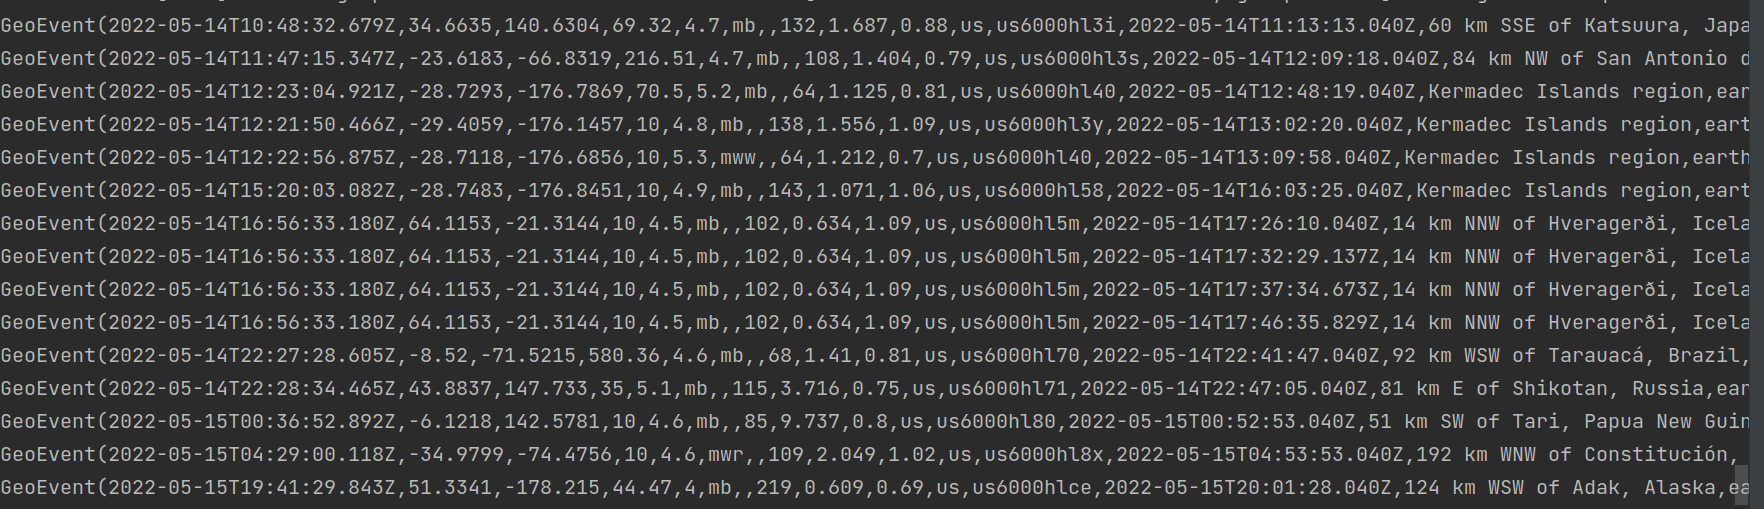 GeoEvent(2022-05-14T10:48:32.679Z,34.6635,140.6304,69.32,4.7,mb,,132,1.687,0.88,us,us6000hl3i,2022-05-14T11:13:13.040Z,60 km SSE of Katsuura, Japa
GeoEvent(2022-05-14T11:47:15.347Z,-23.6183,-66.8319,216.51,4.7,mb,,108,1.404,0.79,us,us6000hl3s,2022-05-14T12:09:18.040Z,84 km NW of San Antonio d
GeoEvent(2022-05-14T12:23:04.921Z,-28.7293,-176.7869,70.5,5.2,mb,,64,1.125,0.81,us,us6000hl40,2022-05-14T12:48:19.040Z,Kermadec Islands region,ear
GeoEvent(2022-05-14T12:21:50.466Z,-29.4059,-176.1457,10,4.8,mb,,138,1.556,1.09,us,us6000hl3y,2022-05-14T13:02:20.040Z,Kermadec Islands region,eart
GeoEvent(2022-05-14T12:22:56.875Z,-28.7118,-176.6856,10,5.3,mww,,64,1.212,0.7,us,us6000hl40,2022-05-14T13:09:58.040Z,Kermadec Islands region,earth
GeoEvent(2022-05-14T15:20:03.082Z,-28.7483,-176.8451,10,4.9,mb,,143,1.071,1.06,us,us6000hl58,2022-05-14T16:03:25.040Z,Kermadec Islands region,eart
GeoEvent(2022-05-14T16:56:33.180Z,64.1153,-21.3144,10,4.5,mb,,102,0.634,1.09,us,us6000hl5m,2022-05-14T17:26:10.040Z,14 km NNW of Hveragerði, Icela
GeoEvent(2022-05-14T16:56:33.180Z,64.1153,-21.3144,10,4.5,mb,,102,0.634,1.09,us,us6000hl5m,2022-05-14T17:32:29.137Z,14 km NNW of Hveragerði, Icela
GeoEvent(2022-05-14T16:56:33.180Z,64.1153,-21.3144,10,4.5,mb,,102,0.634,1.09,us,us6000hl5m,2022-05-14T17:37:34.673Z,14 km NNW of Hveragerði, Icela
GeoEvent(2022-05-14T16:56:33.180Z,64.1153,-21.3144,10,4.5,mb,,102,0.634,1.09,us,us6000hl5m,2022-05-14T17:46:35.829Z,14 km NNW of Hveragerði, Icela
GeoEvent(2022-05-14T22:27:28.605Z,-8.52,-71.5215,580.36,4.6,mb,,68,1.41,0.81,us,us6000hl70,2022-05-14T22:41:47.040Z,92 km WSW of Tarauacá, Brazil,
GeoEvent(2022-05-14T22:28:34.465Z,43.8837,147.733,35,5.1,mb,,115,3.716,0.75,us,us6000hl71,2022-05-14T22:47:05.040Z,81 km E of Shikotan, Russia,ear
GeoEvent(2022-05-15T00:36:52.892Z,-6.1218,142.5781,10,4.6,mb,,85,9.737,0.8,us,us6000hl80,2022-05-15T00:52:53.040Z,51 km SW of Tari, Papua New Guin
GeoEvent(2022-05-15T04:29:00.118Z,-34.9799,-74.4756,10,4.6,mwr,,109,2.049,1.02,us,us6000hl8x,2022-05-15T04:53:53.040Z,192 km WNW of Constitución,
GeoEvent(2022-05-15T19:41:29.843Z,51.3341,-178.215,44.47,4,mb,,219,0.609,0.69,us,us6000hlce,2022-05-15T20:01:28.040Z,124 km WSW of Adak, Alaska,ea